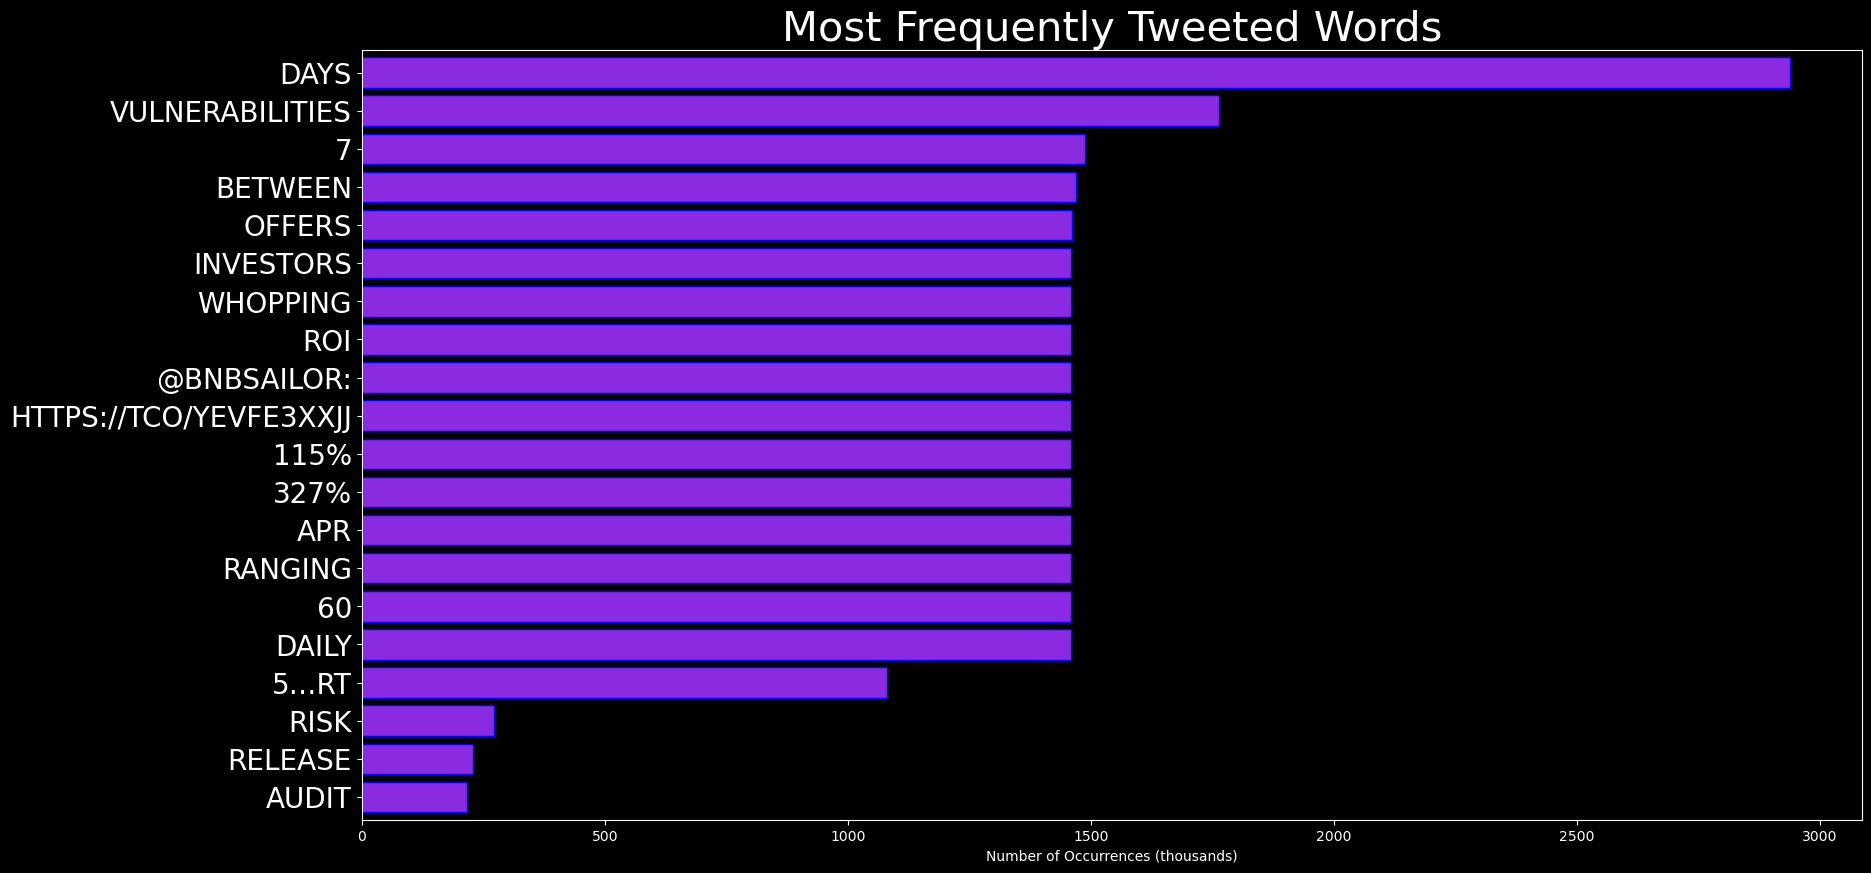 Most Frequently Tweeted Words
DAYS
VULNERABILITIES
7
BETWEEN
OFFERS
INVESTORS
WHOPPING
ROI
@BNBSAILOR:
HTTPS://TCO/YEVFE3XXJJ
115%
327%
APR
RANGING
60
DAILY
5...RT
RISK
RELEASE
AUDIT
0 500 1000 1500 2000 2500 3000
Number of Occurrences (thousands)